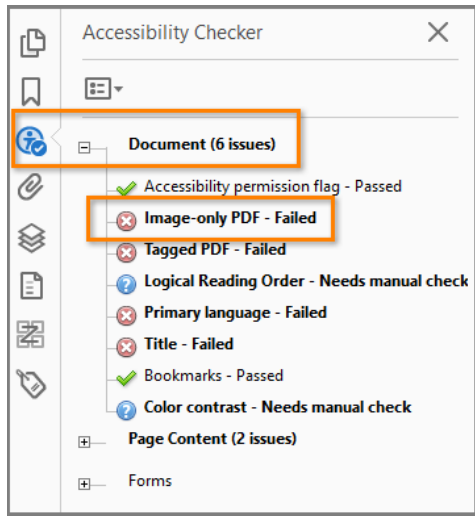 Accessibility Checker
Document (6 issues)
Accessibility permission flag - Passed
Image-only PDF - Failed
Tagged PDF - Failed
Logical Reading Order - Needs manual check
Primary language - Failed
Title - Failed
Bookmarks - Passed
Color contrast - Needs manual check
Page Content (2 issues)
Forms